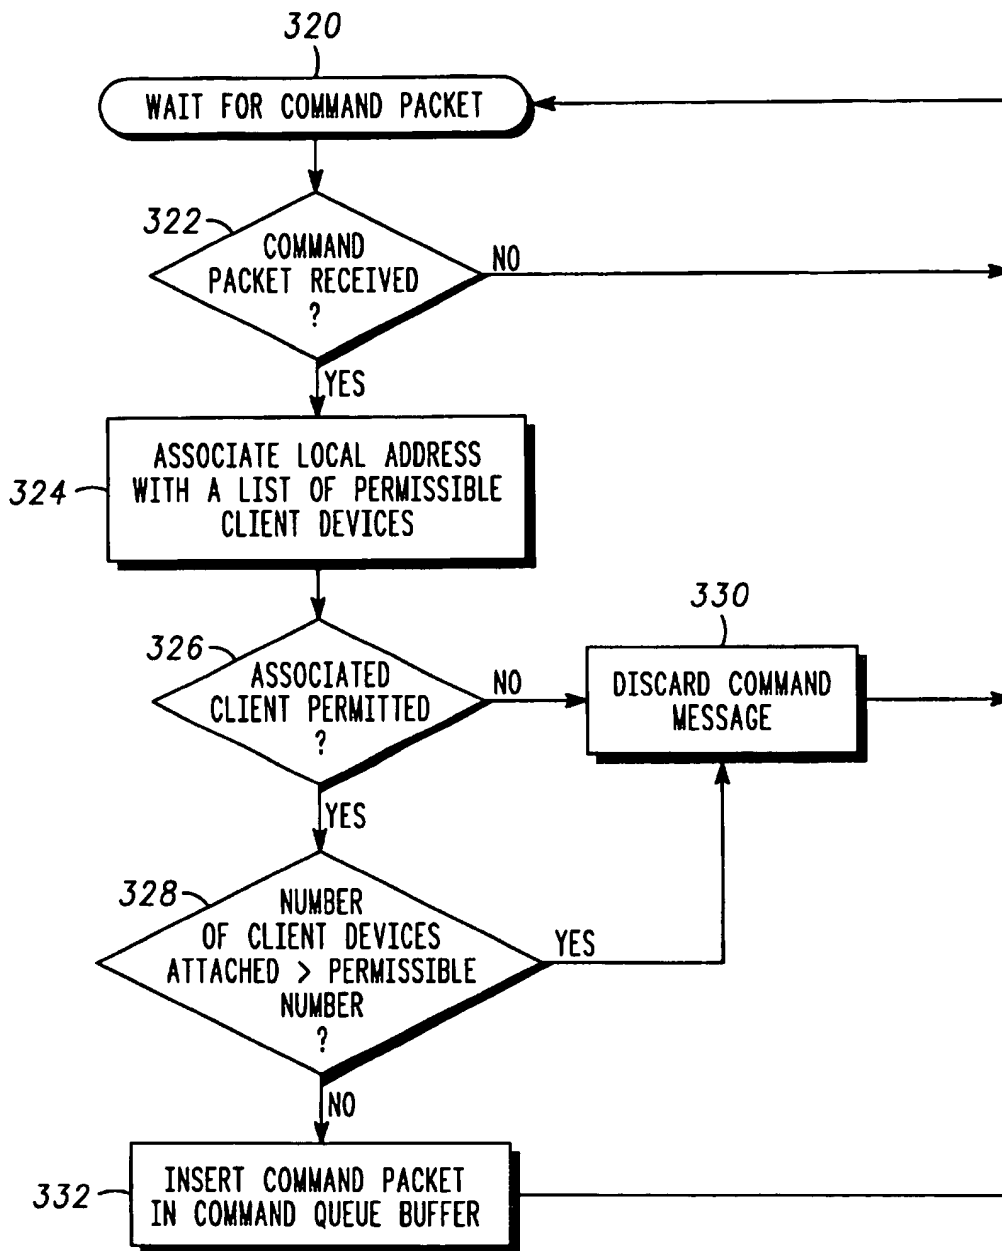 320
WAIT FOR COMMAND PACKET
322
COMMAND
PACKET RECEIVED
?
NO
YES
324
ASSOCIATE LOCAL ADDRESS
WITH A LIST OF PERMISSIBLE
CLIENT DEVICES
326
ASSOCIATED
CLIENT PERMITTED
?
NO
330
DISCARD COMMAND
MESSAGE
YES
328
NUMBER
OF CLIENT DEVICES
ATTACHED > PERMISSIBLE
NUMBER
?
YES
NO
332
INSERT COMMAND PACKET
IN COMMAND QUEUE BUFFER